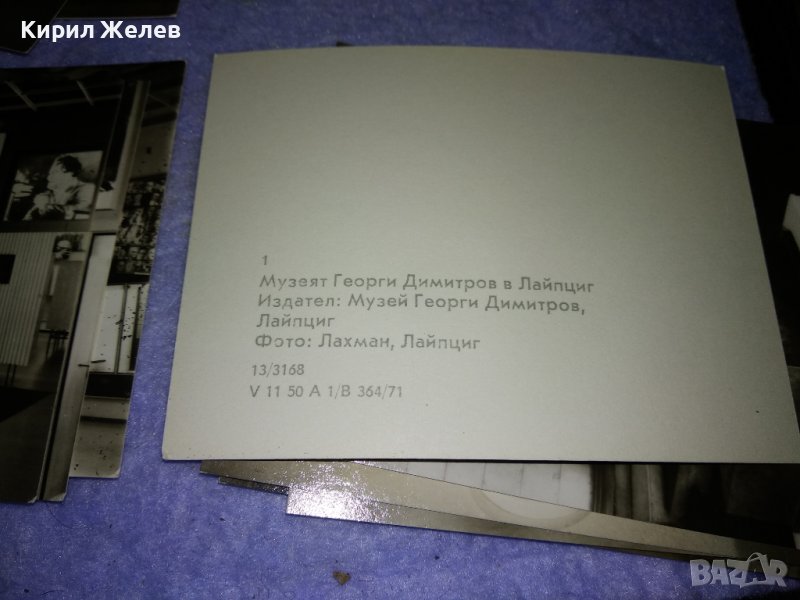 Кирил Желев
1
Музеят Георги Димитров в Лайпциг
Издател: Музей Георги Димитров,
Лайпциг
Фото: Лахман, Лайпциг
13/3168
V 11 50 A 1/B 364/71
BAZAR